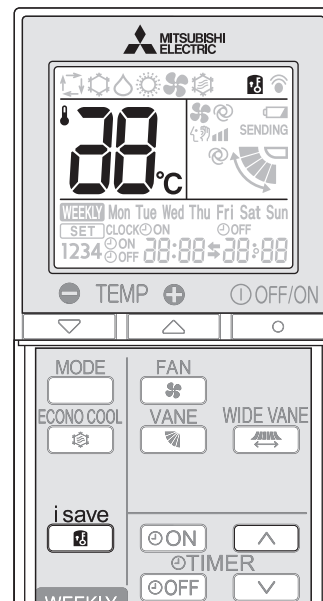 MITSUBISHI
ELECTRIC
SENDING
88°C
WEEKLY Mon Tue Wed Thu Fri Sat Sun
SET CLOCK ON OFF
1234 ON OFF 88:88 88:88
TEMP OFF/ON
MODE FAN
ECONO COOL VANE WIDE VANE
i save
ON
TIMER
OFF
WEEKLY